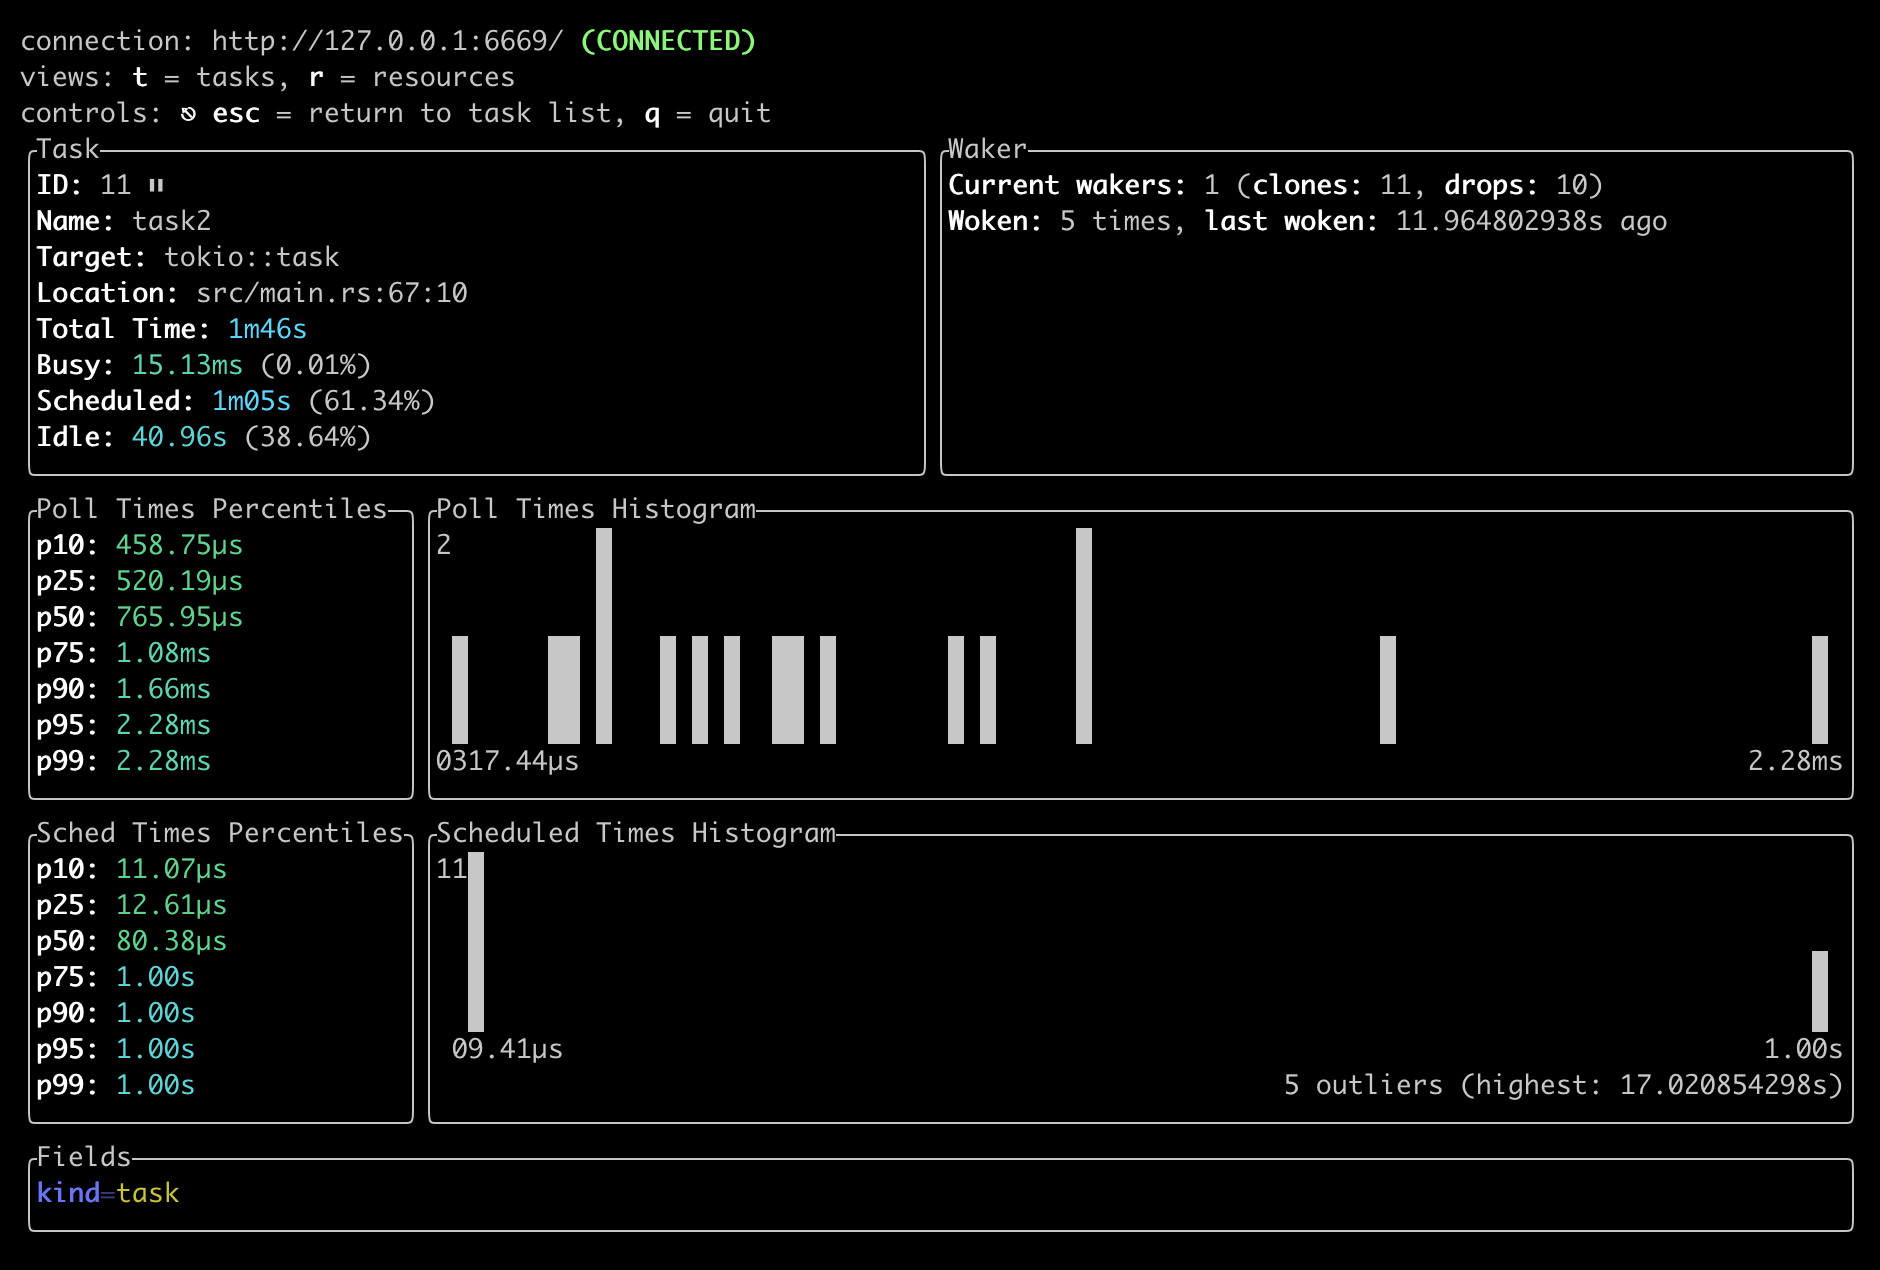 connection: http://127.0.0.1:6669/ (CONNECTED)
views: t = tasks, r = resources
controls: ⎋ esc = return to task list, q = quit
Task
ID: 11 ⏸
Name: task2
Target: tokio::task
Location: src/main.rs:67:10
Total Time: 1m46s
Busy: 15.13ms (0.01%)
Scheduled: 1m05s (61.34%)
Idle: 40.96s (38.64%)
Waker
Current wakers: 1 (clones: 11, drops: 10)
Woken: 5 times, last woken: 11.964802938s ago
Poll Times Percentiles
p10: 458.75µs
p25: 520.19µs
p50: 765.95µs
p75: 1.08ms
p90: 1.66ms
p95: 2.28ms
p99: 2.28ms
Poll Times Histogram
2
0317.44µs 2.28ms
Sched Times Percentiles
p10: 11.07µs
p25: 12.61µs
p50: 80.38µs
p75: 1.00s
p90: 1.00s
p95: 1.00s
p99: 1.00s
Scheduled Times Histogram
11
09.41µs 1.00s
5 outliers (highest: 17.020854298s)
Fields
kind=task